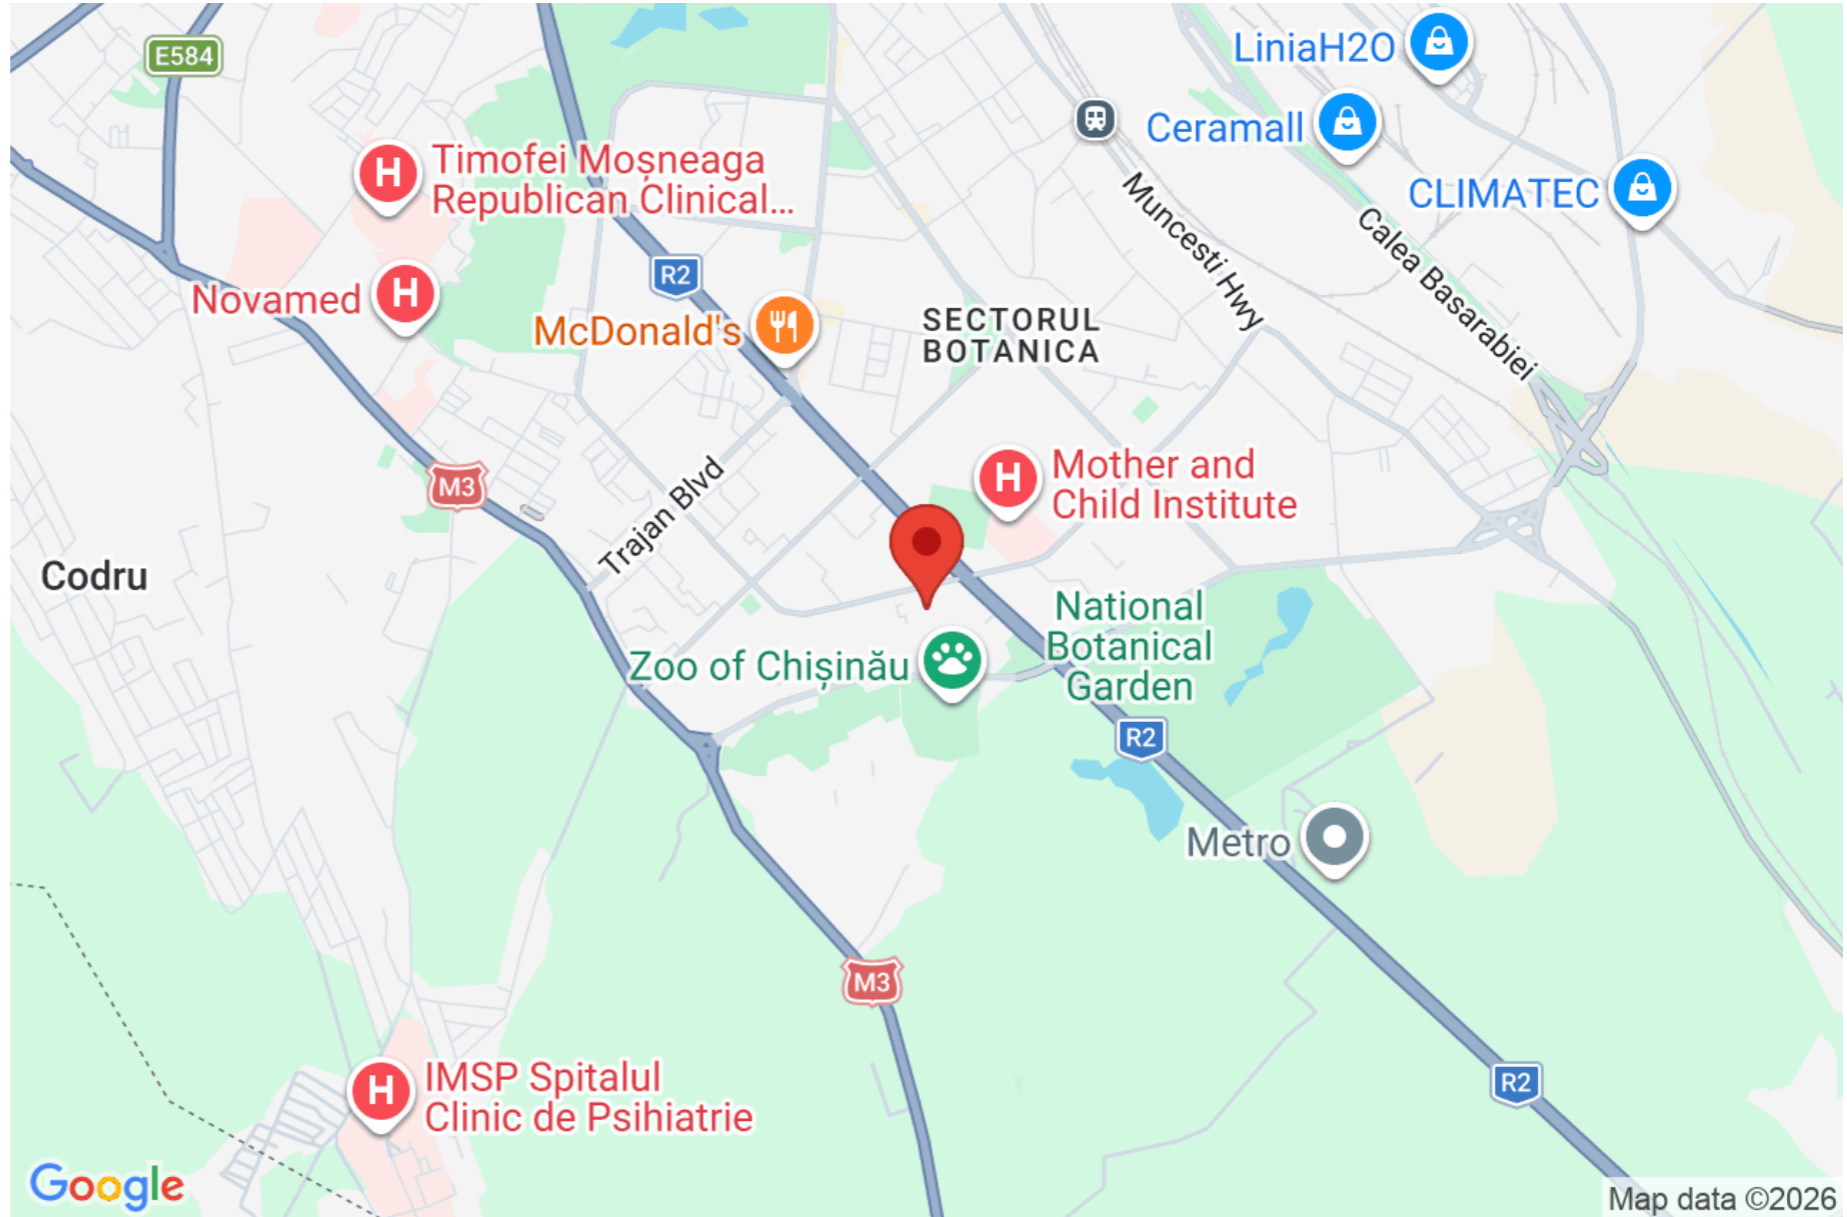 E584
LiniaH2O
Ceramall
CLIMATEC
Timofei Moșneaga
Republican Clinical...
Muncesti Hwy
Calea Basarabiei
R2
Novamed
McDonald's
SECTORUL
BOTANICA
M3
Trajan Blvd
Mother and
Child Institute
Codru
National
Botanical
Garden
Zoo of Chișinău
R2
Metro
M3
R2
IMSP Spitalul
Clinic de Psihiatrie
Google
Map data ©2026
H
H
H
H